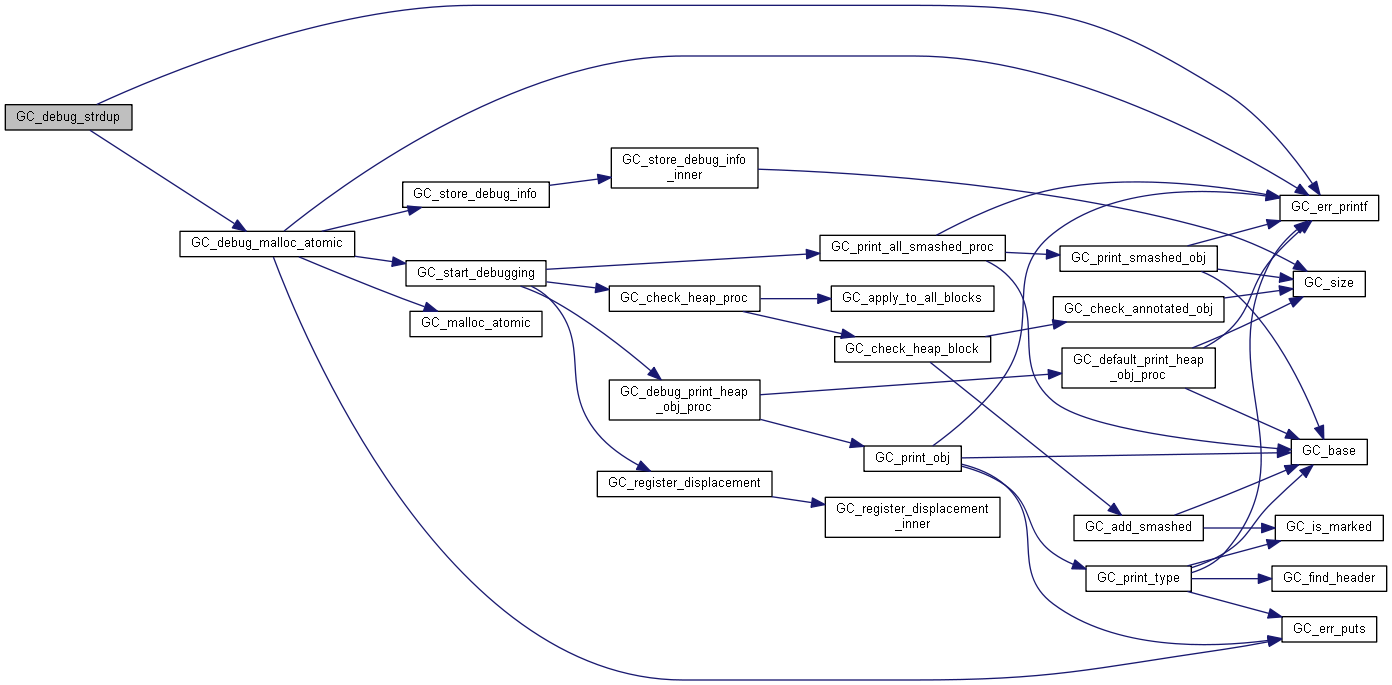 GC_debug_strdup
GC_debug_malloc_atomic
GC_store_debug_info
GC_start_debugging
GC_malloc_atomic
GC_store_debug_info
_inner
GC_check_heap_proc
GC_debug_print_heap
_obj_proc
GC_register_displacement
GC_print_all_smashed_proc
GC_apply_to_all_blocks
GC_check_heap_block
GC_print_obj
GC_register_displacement
_inner
GC_print_smashed_obj
GC_check_annotated_obj
GC_default_print_heap
_obj_proc
GC_add_smashed
GC_print_type
GC_err_printf
GC_size
GC_base
GC_is_marked
GC_find_header
GC_err_puts